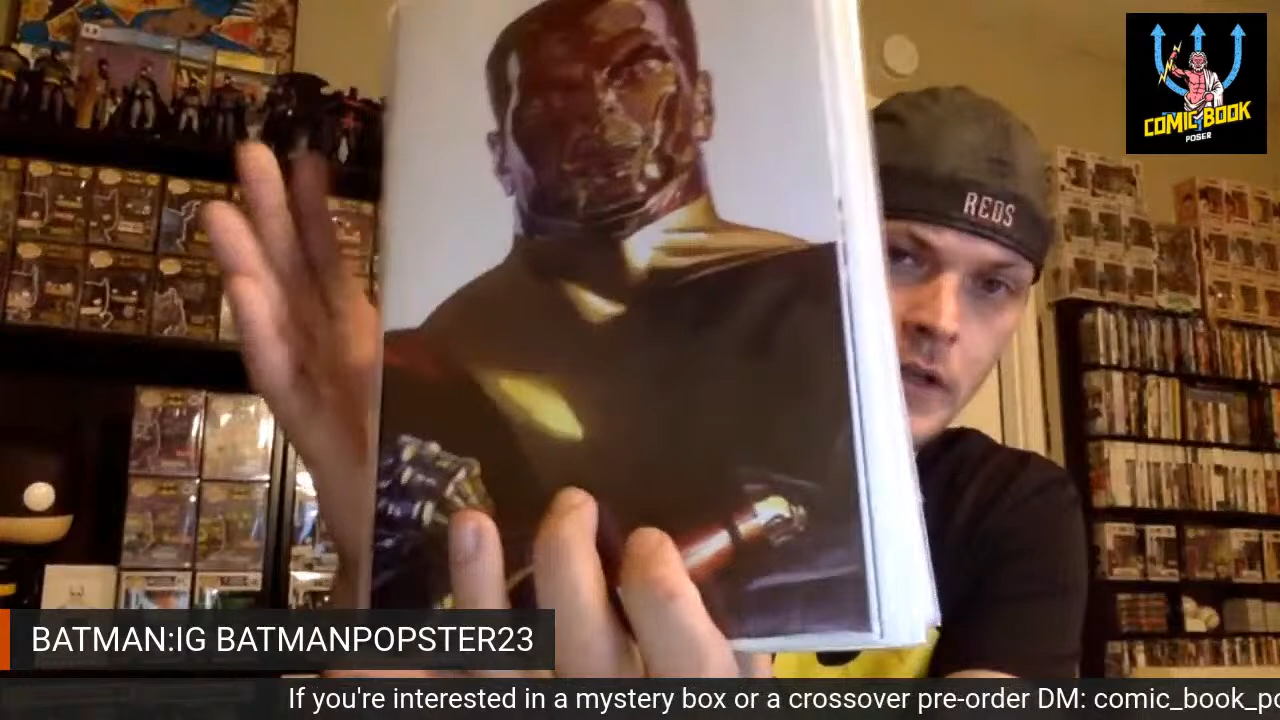 COMIC BOOK
POSER
REDS
BATMAN:IG BATMANPOPSTER23
If you're interested in a mystery box or a crossover pre-order DM: comic_book_po